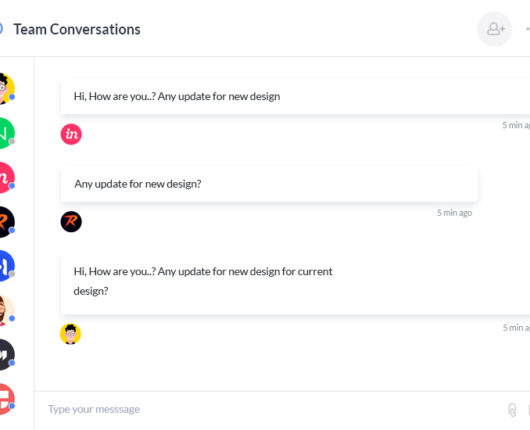 Team Conversations
Hi, How are you..? Any update for new design
5 min
in
Any update for new design?
5 min ago
R
Hi, How are you..? Any update for new design for current
design?
5 min
Type your messsage